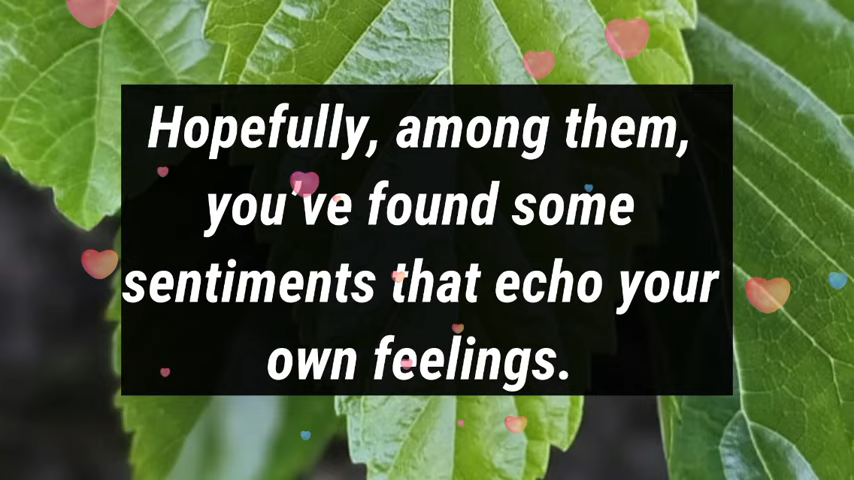 Hopefully, among them,
you've found some
sentiments that echo your
own feelings.